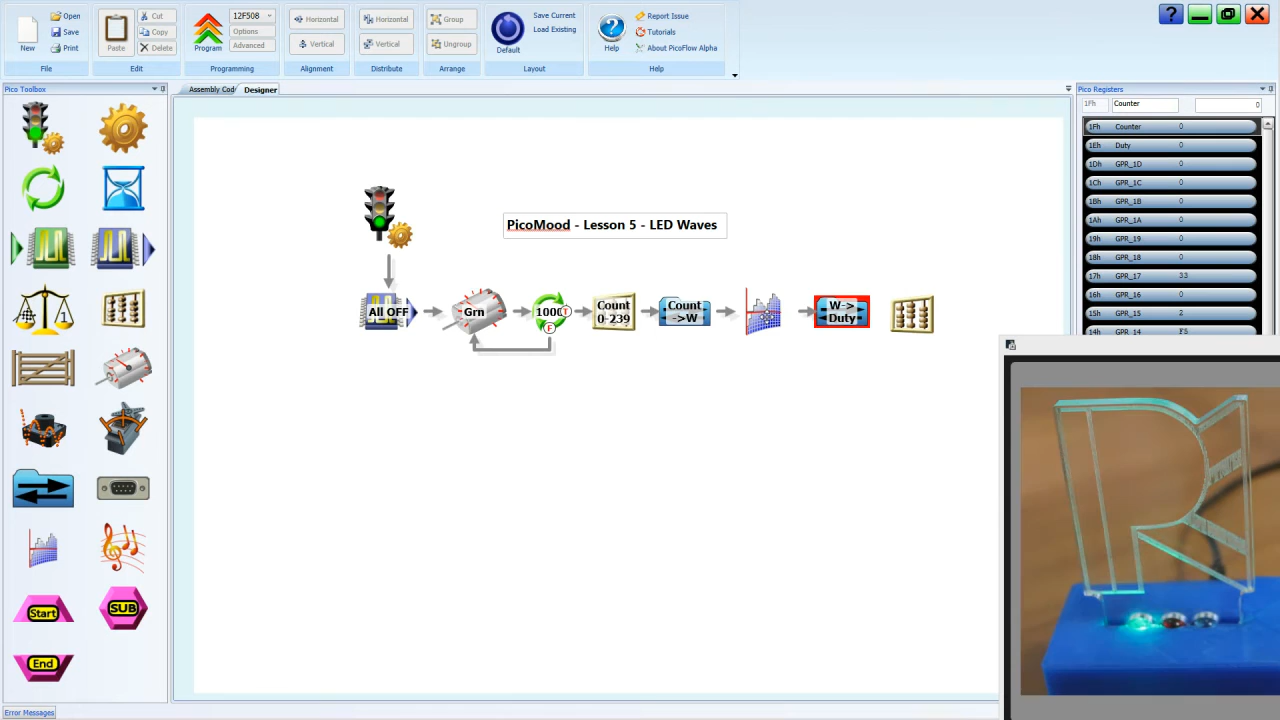 New
Open
Save
Print
File
Paste
Cut
Copy
Delete
Edit
Program
12F508
Options
Advanced
Programming
Horizontal
Vertical
Alignment
Horizontal
Vertical
Distribute
Group
Ungroup
Arrange
Default
Save Current
Load Existing
Layout
Help
Report Issue
Tutorials
About PicoFlow Alpha
Help
?
Pico Toolbox
Assembly Cod
Designer
Pico Registers
1Fh Counter 0
1Fh Counter 0
1Eh Duty 0
1Dh GPR_1D 0
1Ch GPR_1C 0
1Bh GPR_1B 0
1Ah GPR_1A 0
19h GPR_19 0
18h GPR_18 0
17h GPR_17 33
16h GPR_16 0
15h GPR_15 2
14h GPR_14 F5
PicoMood - Lesson 5 - LED Waves
All OFF
Grn
1000
T
F
Count
0-239
Count
->W
W->
Duty
1
Start
SUB
End
Error Messages